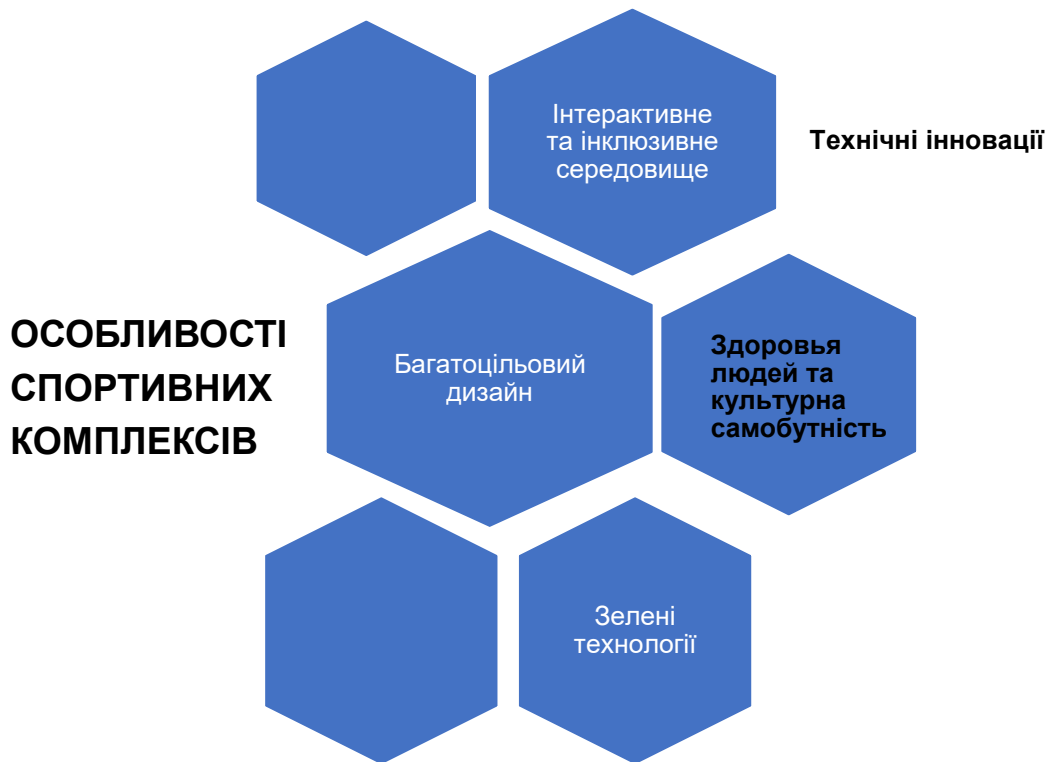 Інтерактивне
та інклюзивне
середовище
Технічні інновації
ОСОБЛИВОСТІ
СПОРТИВНИХ
КОМПЛЕКСІВ
Багатоцільовий
дизайн
Здоровья
людей та
культурна
самобутність
Зелені
технології